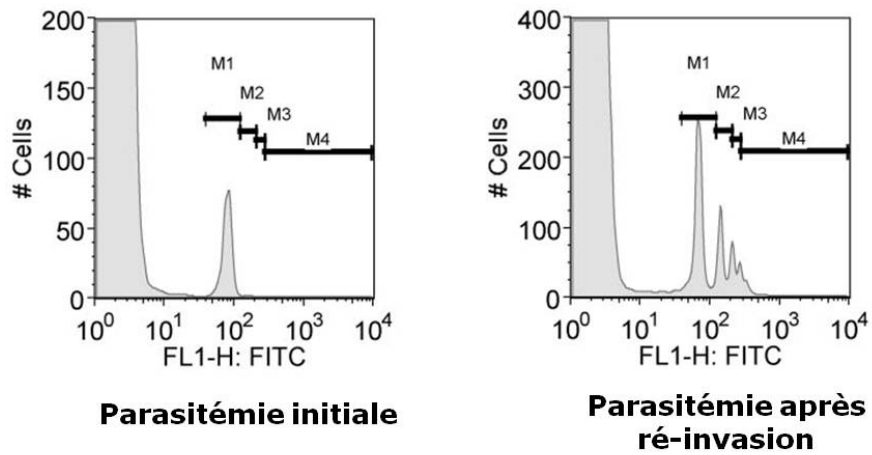 200
150
100
50
0
# Cells
M1
M2
M3
M4
10⁰ 10¹ 10² 10³ 10⁴
FL1-H: FITC
Parasitémie initiale
400
300
200
100
0
# Cells
M1
M2
M3
M4
10⁰ 10¹ 10² 10³ 10⁴
FL1-H: FITC
Parasitémie après
ré-invasion